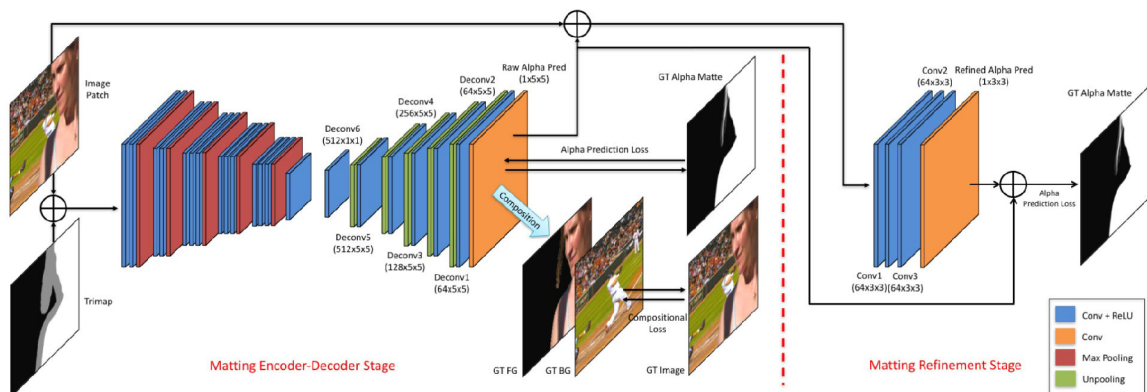 Image
Patch
Trimap
Deconv6
(512x1x1)
Deconv5
(512x5x5)
Deconv4
(256x5x5)
Deconv3
(128x5x5)
Deconv2
(64x5x5)
Deconv1
(64x5x5)
Raw Alpha Pred
(1x5x5)
Composition
Alpha Prediction Loss
GT Alpha Matte
Compositional
Loss
GT FG
GT BG
GT Image
Matting Encoder-Decoder Stage
Conv2
(64x3x3)
Refined Alpha Pred
(1x3x3)
Conv1
(64x3x3)
Conv3
(64x3x3)
GT Alpha Matte
Alpha
Prediction Loss
Matting Refinement Stage
Conv + ReLU
Conv
Max Pooling
Unpooling